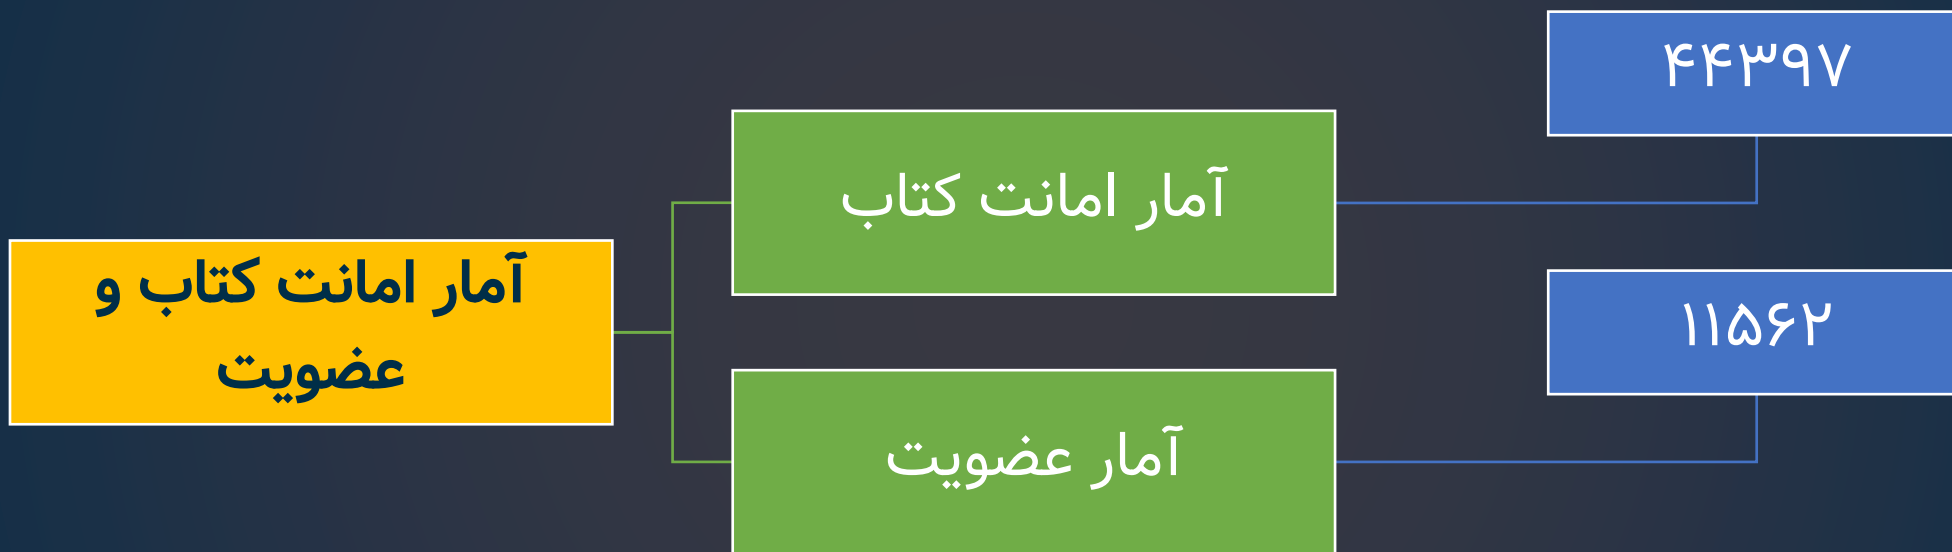 آمار امانت کتاب و
عضویت
آمار امانت کتاب
۴۴۳۹۷
آمار عضویت
۱۱۵۶۲